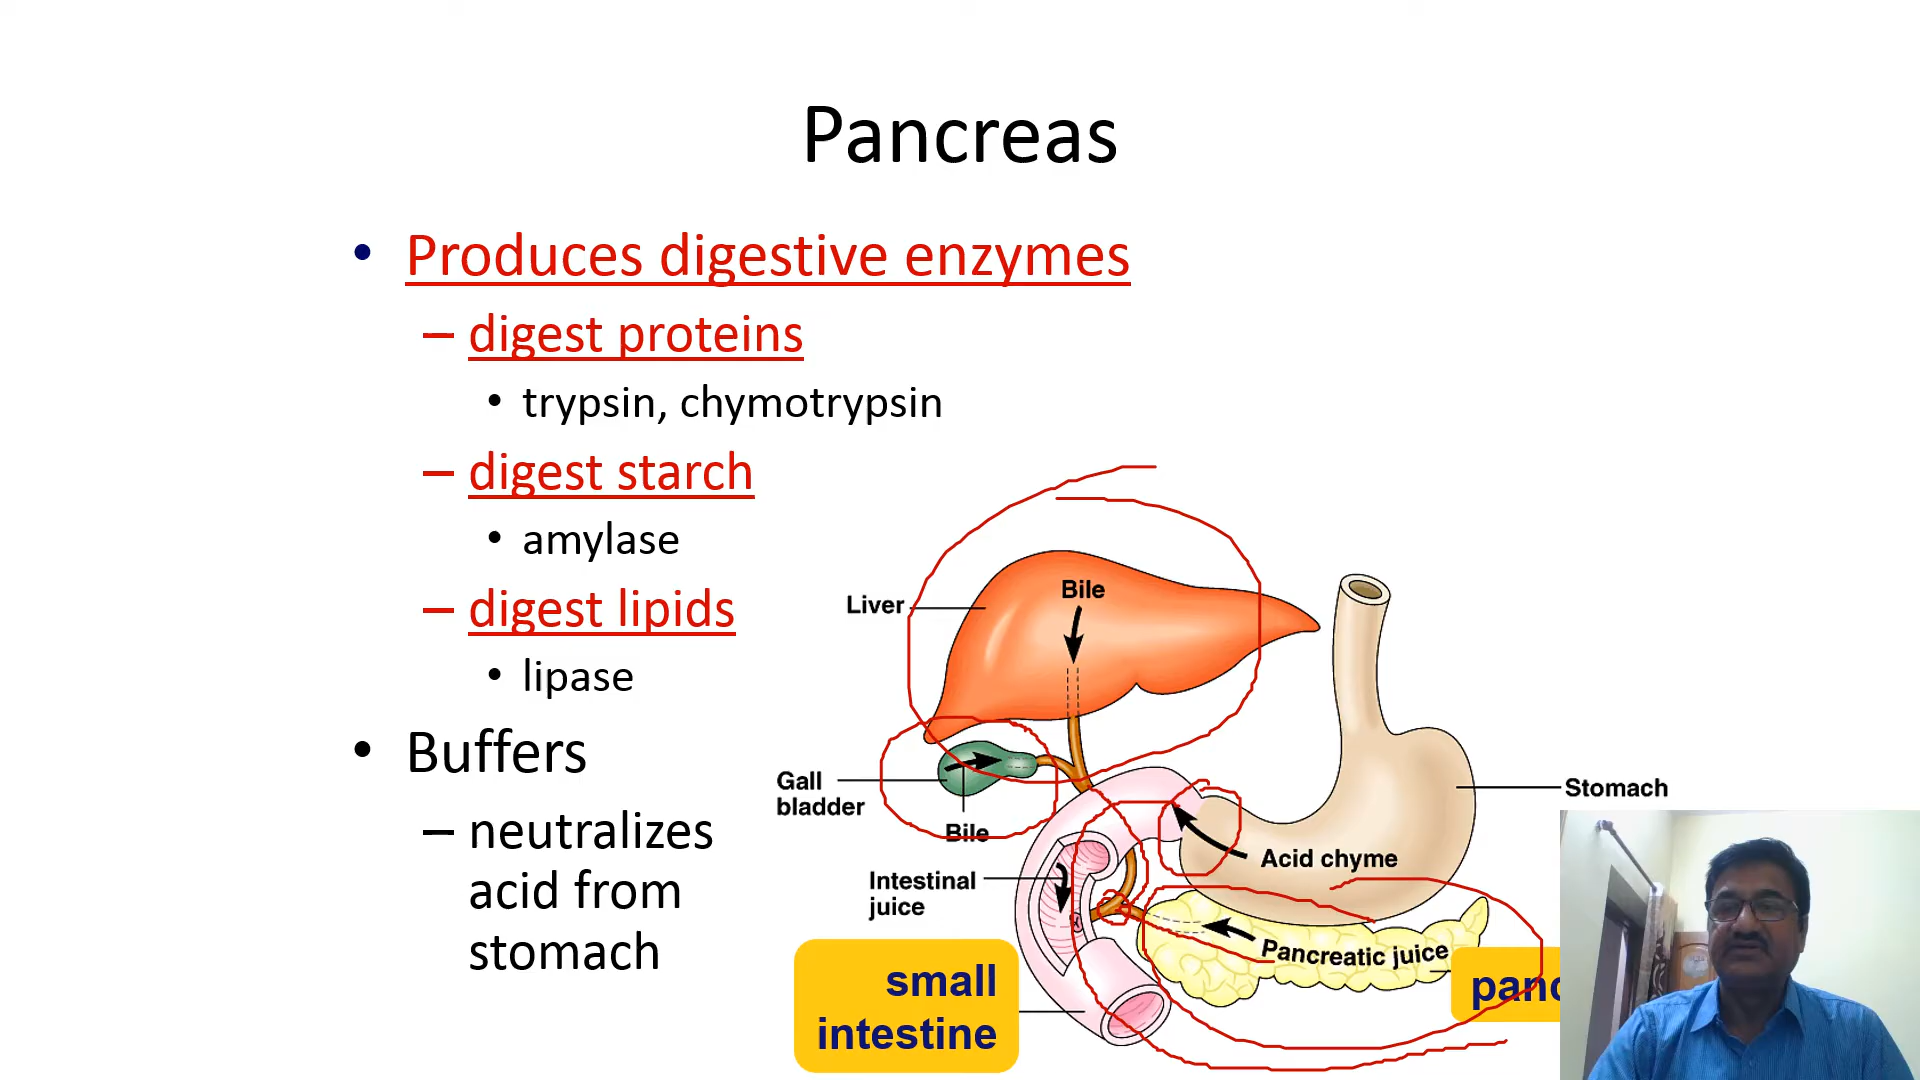 Pancreas
• Produces digestive enzymes
– digest proteins
• trypsin, chymotrypsin
– digest starch
• amylase
– digest lipids
• lipase
• Buffers
– neutralizes
acid from
stomach
Bile
Liver
Gall
bladder
Bile
Stomach
Acid chyme
Intestinal
juice
Pancreatic juice
small
intestine